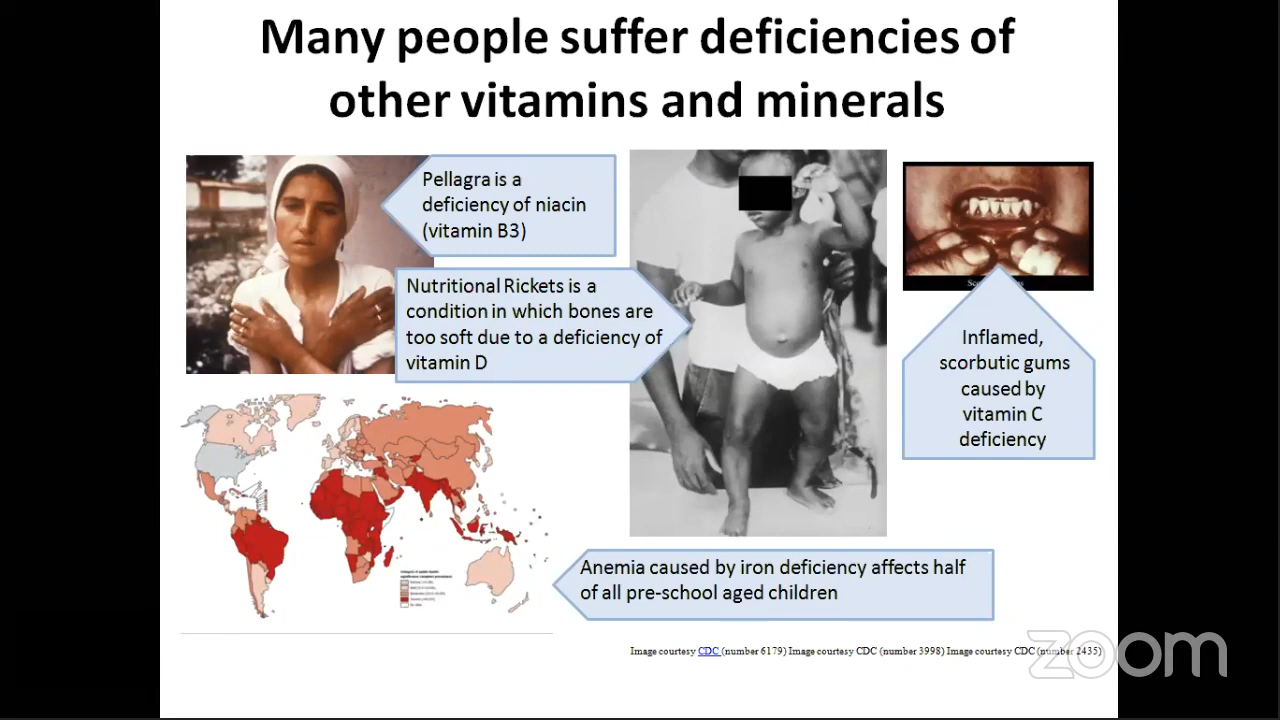 Many people suffer deficiencies of
other vitamins and minerals
Pellagra is a
deficiency of niacin
(vitamin B3)
Nutritional Rickets is a
condition in which bones are
too soft due to a deficiency of
vitamin D
Inflamed,
scorbutic gums
caused by
vitamin C
deficiency
Anemia caused by iron deficiency affects half
of all pre-school aged children
Image courtesy CDC (number 6179) Image courtesy CDC (number 3998) Image courtesy CDC (number 2435)
zoom